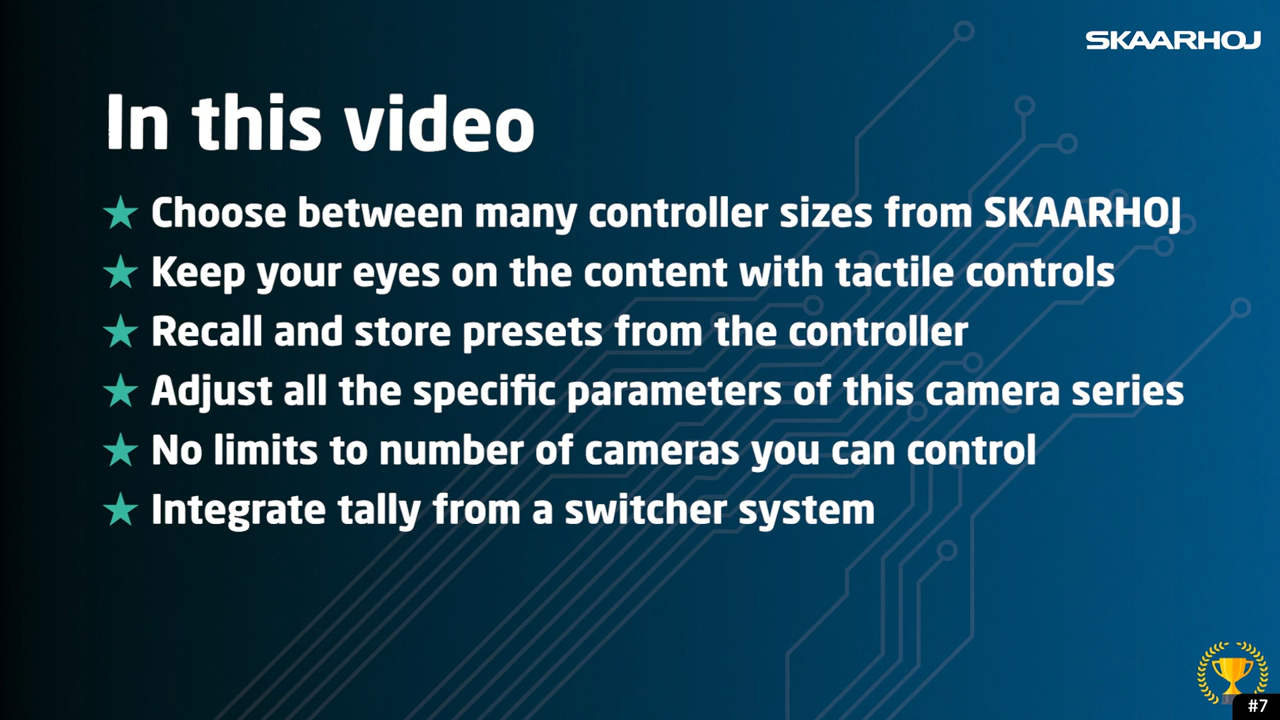 SKAARHOJ
In this video
Choose between many controller sizes from SKAARHOJ
Keep your eyes on the content with tactile controls
Recall and store presets from the controller
Adjust all the specific parameters of this camera series
No limits to number of cameras you can control
Integrate tally from a switcher system
#7